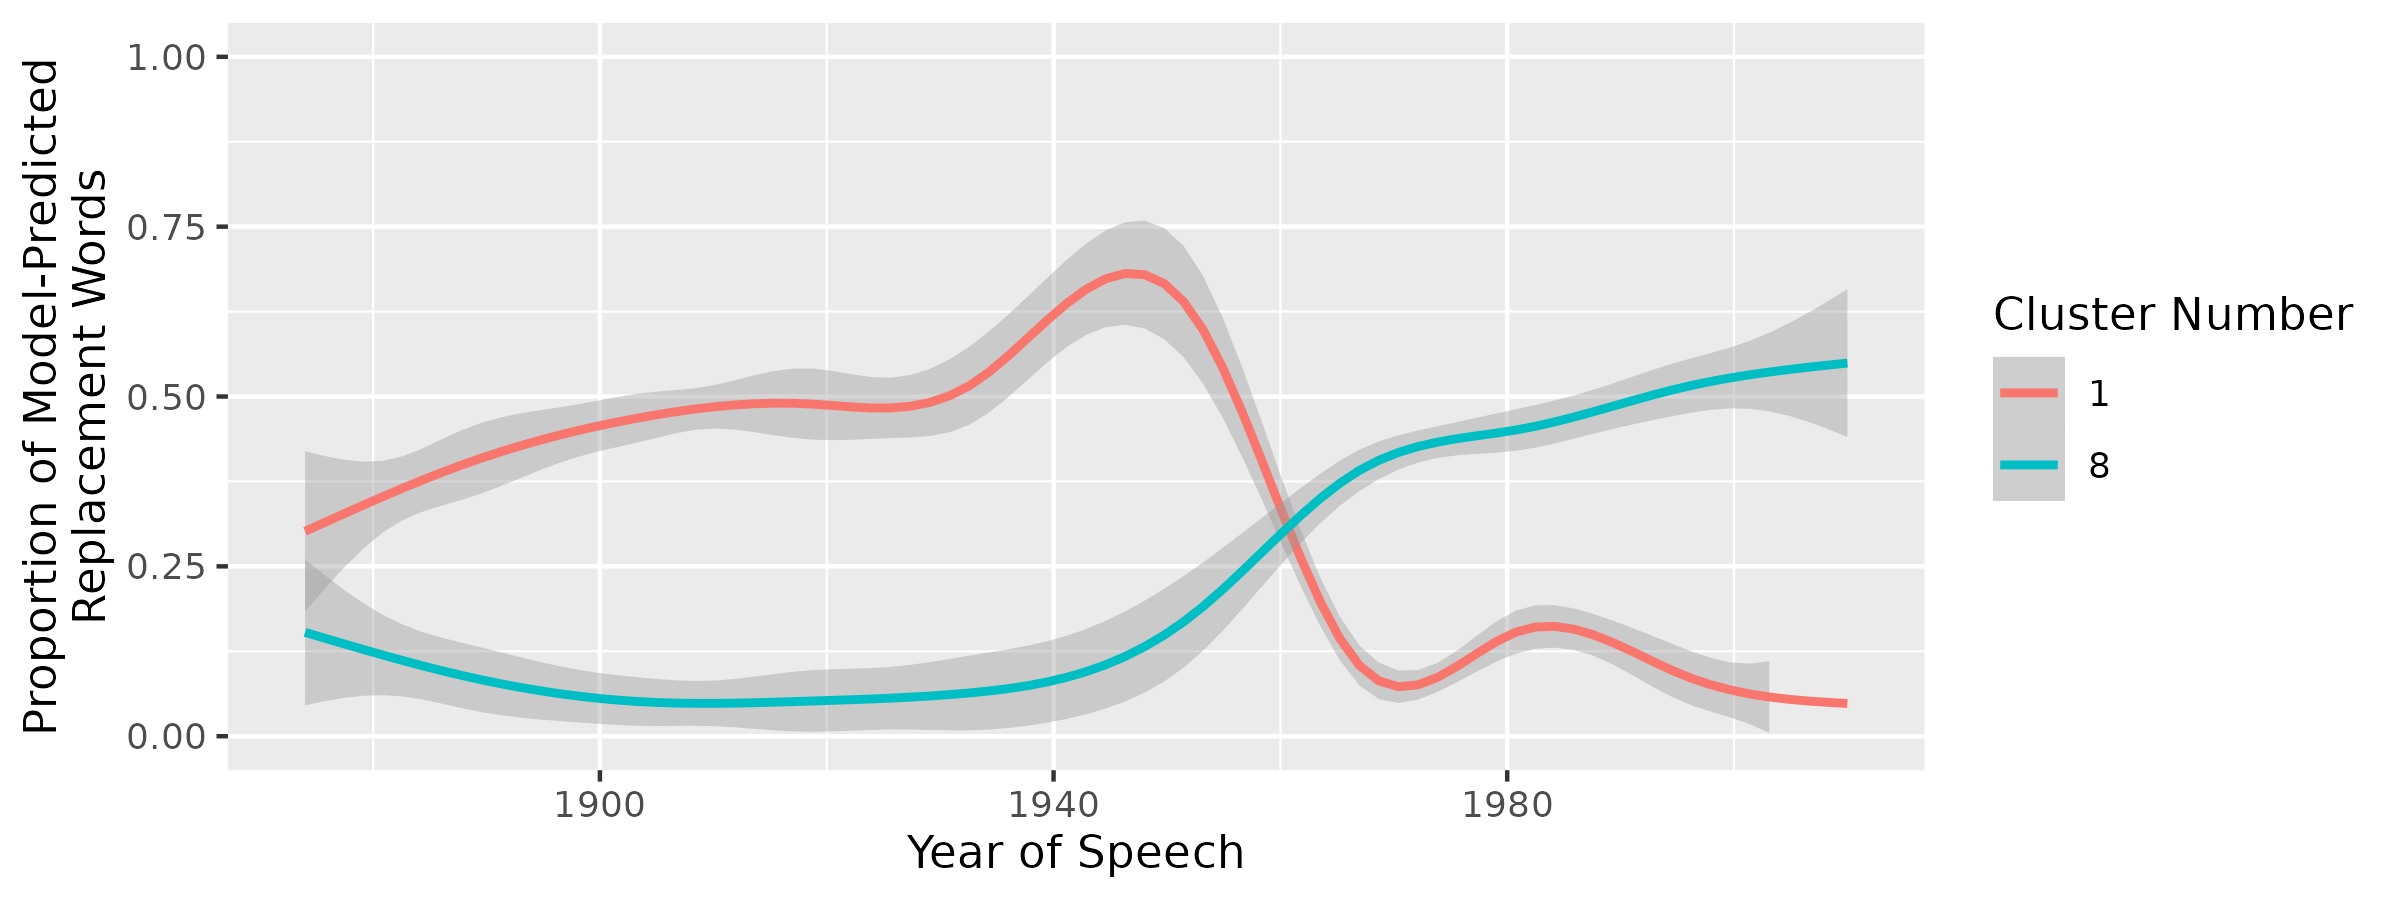 Proportion of Model-Predicted
Replacement Words
1.00
0.75
0.50
0.25
0.00
1900
1940
1980
Year of Speech
Cluster Number
1
8